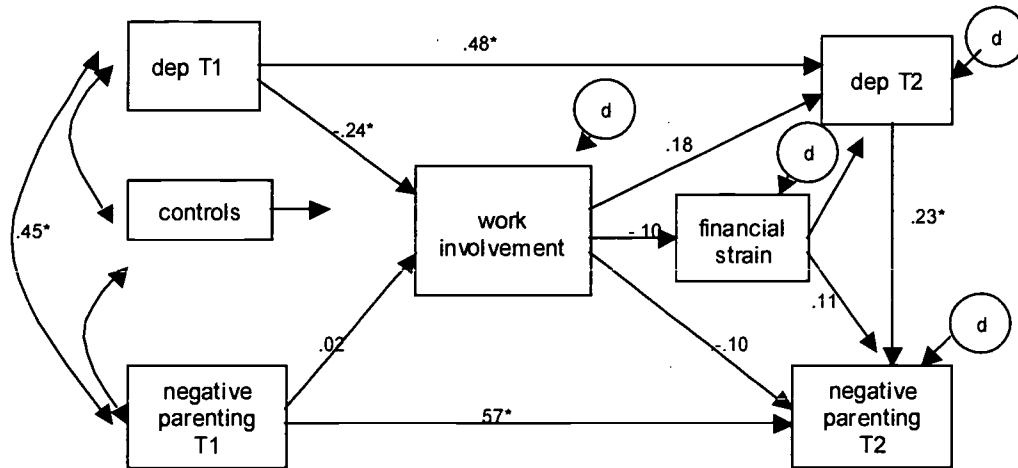 .48*
d
dep T1
dep T2
d
-.24*
.18
d
controls
work
involvement
-.10
financial
strain
.45*
.23*
.11
.02
-.10
d
negative
parenting
T1
.57*
negative
parenting
T2